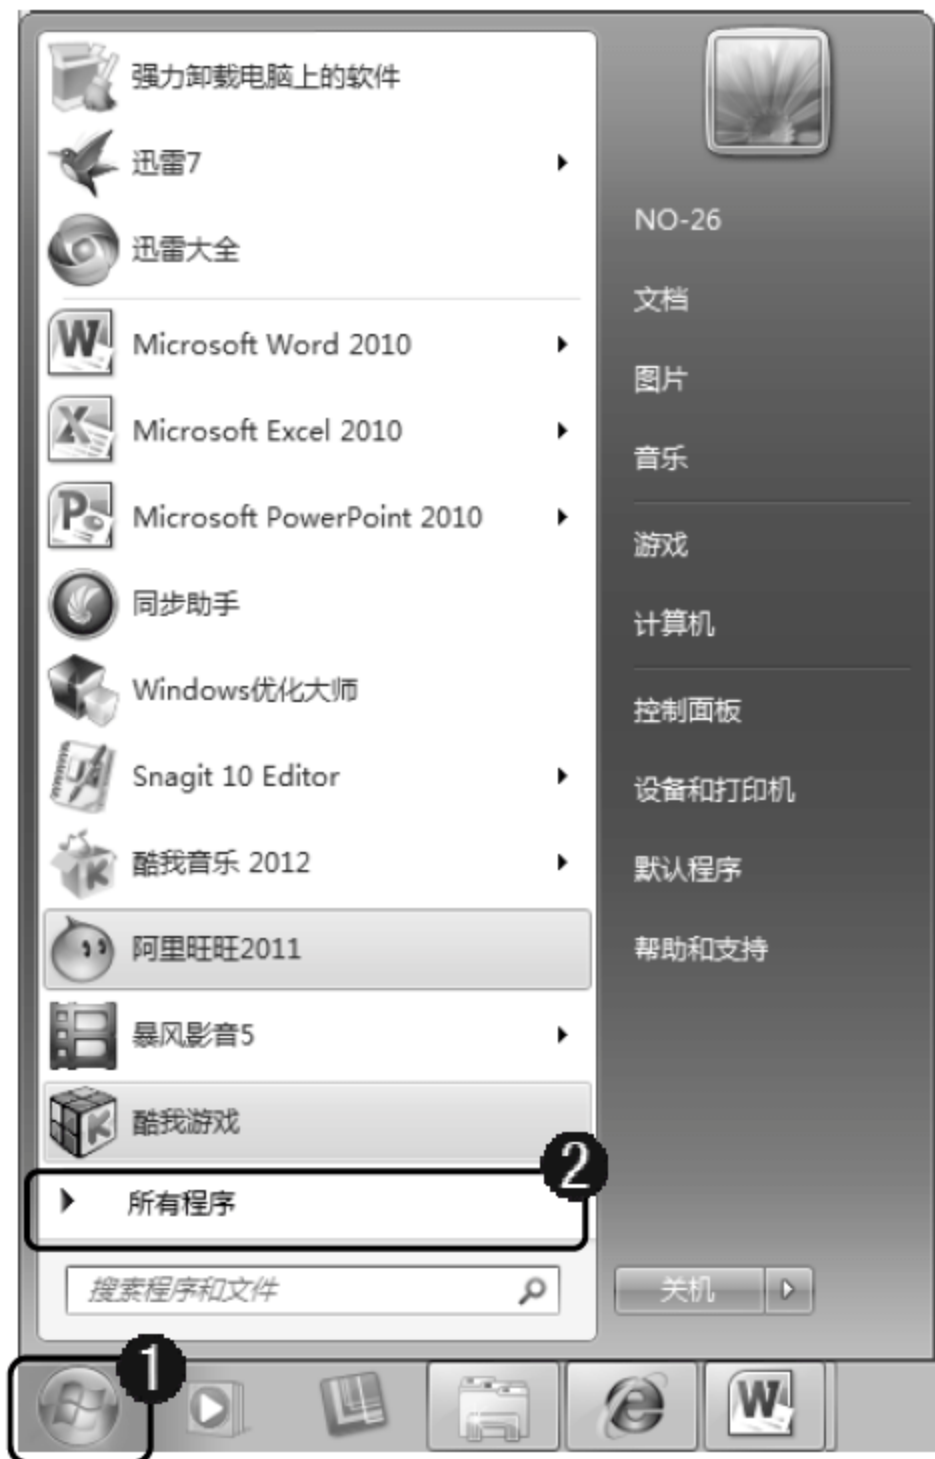 强力卸载电脑上的软件
迅雷7
迅雷大全
Microsoft Word 2010
Microsoft Excel 2010
Microsoft PowerPoint 2010
同步助手
Windows优化大师
Snagit 10 Editor
酷我音乐 2012
阿里旺旺2011
暴风影音5
酷我游戏
2
所有程序
搜索程序和文件
NO-26
文档
图片
音乐
游戏
计算机
控制面板
设备和打印机
默认程序
帮助和支持
关机
1